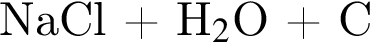 NaCl + H₂O + C